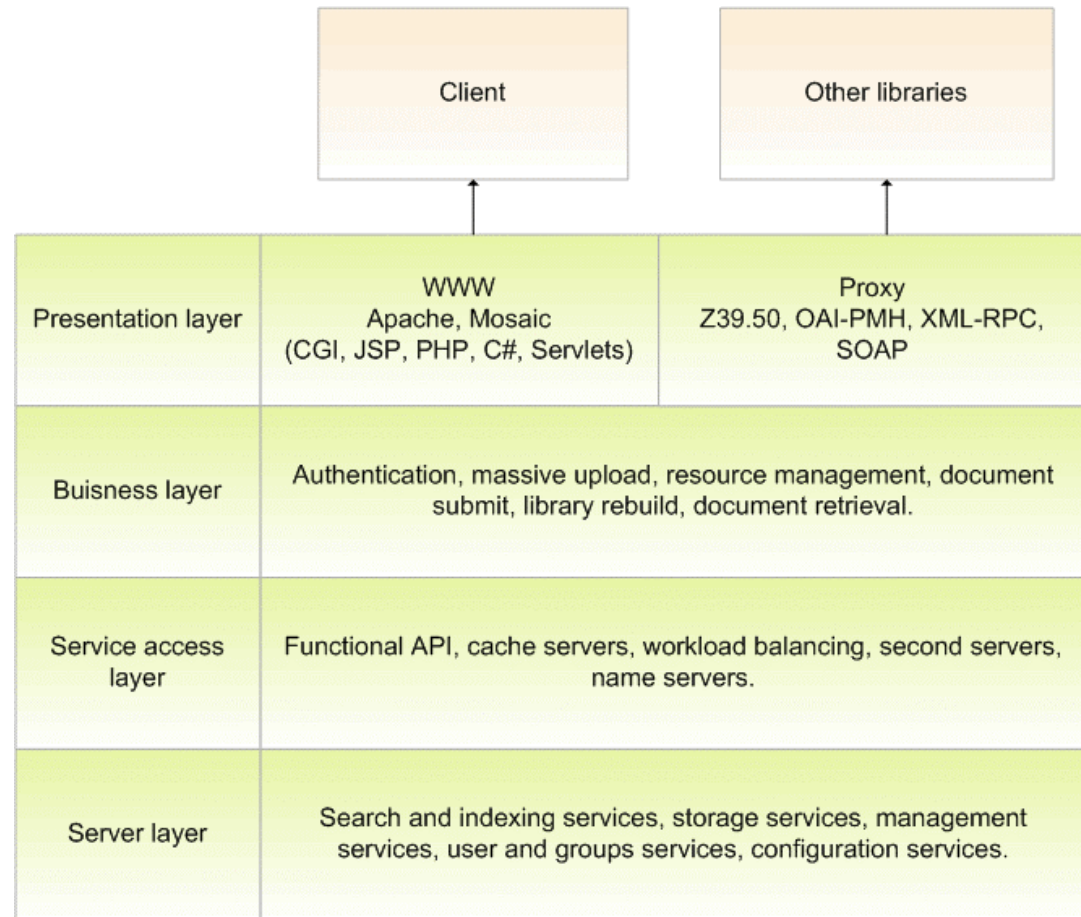 Client
Other libraries
Presentation layer
WWW
Apache, Mosaic
(CGI, JSP, PHP, C#, Servlets)
Proxy
Z39.50, OAI-PMH, XML-RPC,
SOAP
Buisness layer
Authentication, massive upload, resource management, document
submit, library rebuild, document retrieval.
Service access
layer
Functional API, cache servers, workload balancing, second servers,
name servers.
Server layer
Search and indexing services, storage services, management
services, user and groups services, configuration services.